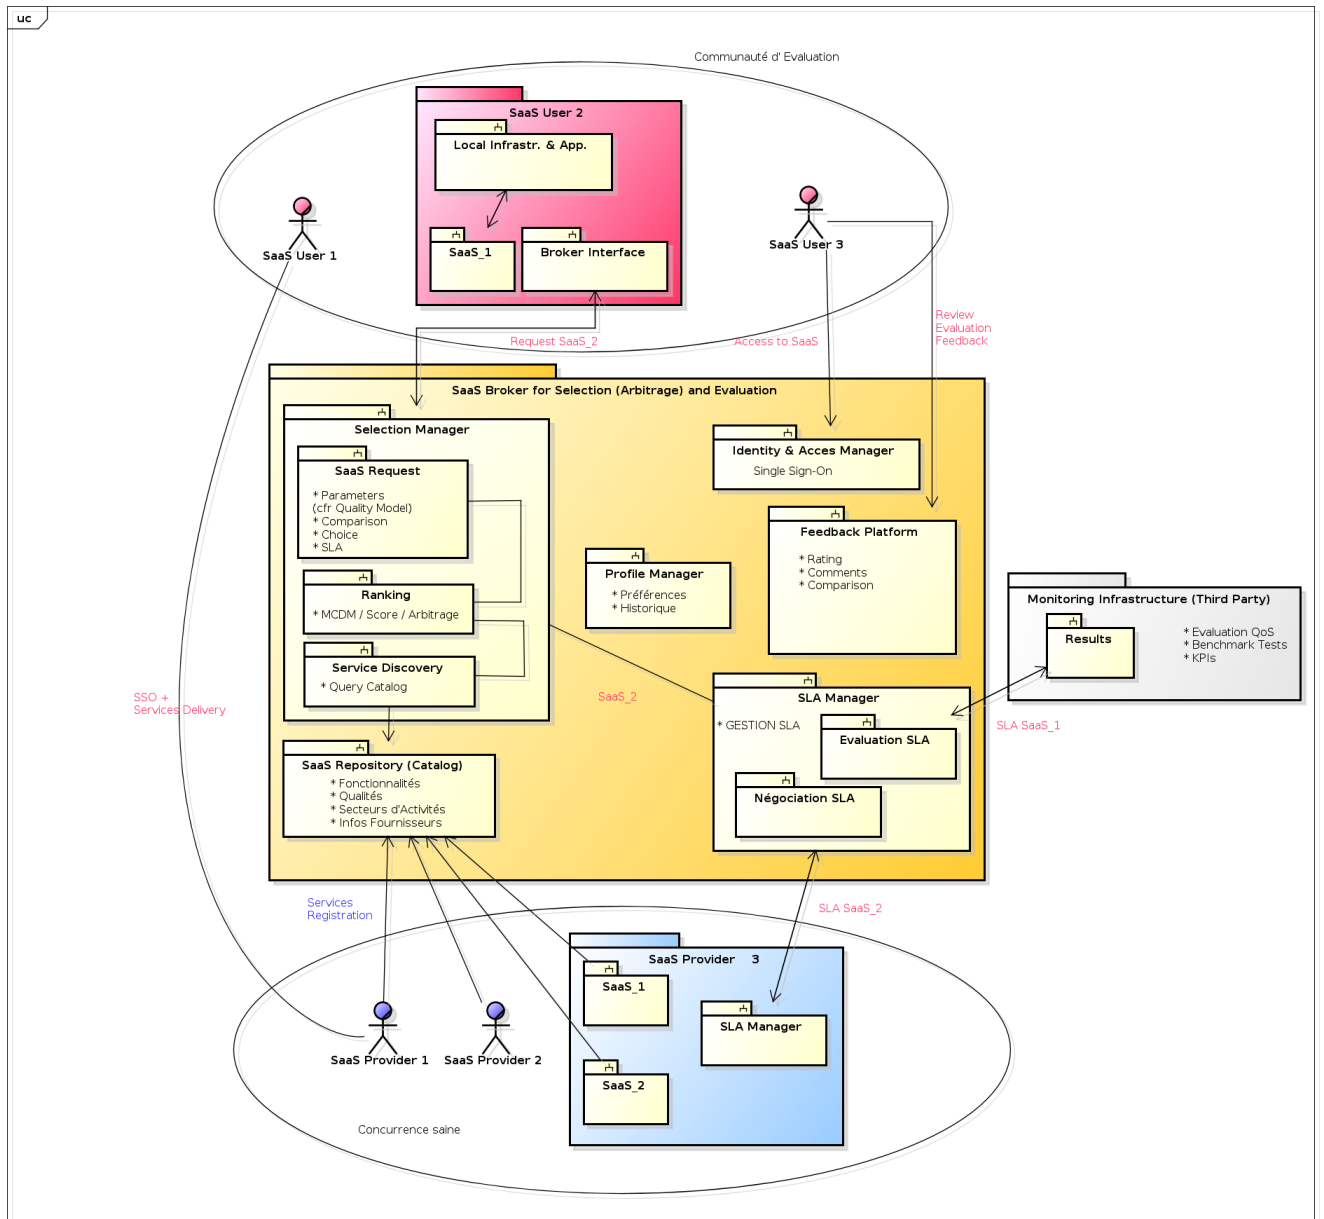 uc
Communauté d' Evaluation
SaaS User 2
Local Infrastr. & App.
SaaS_1
Broker Interface
SaaS User 1
SaaS User 3
Request SaaS_2
Access to SaaS
Review
Evaluation
Feedback
SaaS Broker for Selection (Arbitrage) and Evaluation
Selection Manager
SaaS Request
* Parameters
(cfr Quality Model)
* Comparison
* Choice
* SLA
Ranking
* MCDM / Score / Arbitrage
Service Discovery
* Query Catalog
SaaS Repository (Catalog)
* Fonctionnalités
* Qualités
* Secteurs d'Activités
* Infos Fournisseurs
Identity & Acces Manager
Single Sign-On
Feedback Platform
* Rating
* Comments
* Comparison
Profile Manager
* Préférences
* Historique
SaaS_2
SLA Manager
* GESTION SLA
Evaluation SLA
Négociation SLA
Monitoring Infrastructure (Third Party)
Results
* Evaluation QoS
* Benchmark Tests
* KPIs
SLA SaaS_1
SSO +
Services Delivery
Services
Registration
SLA SaaS_2
SaaS Provider 3
SaaS_1
SLA Manager
SaaS_2
SaaS Provider 1
SaaS Provider 2
Concurrence saine